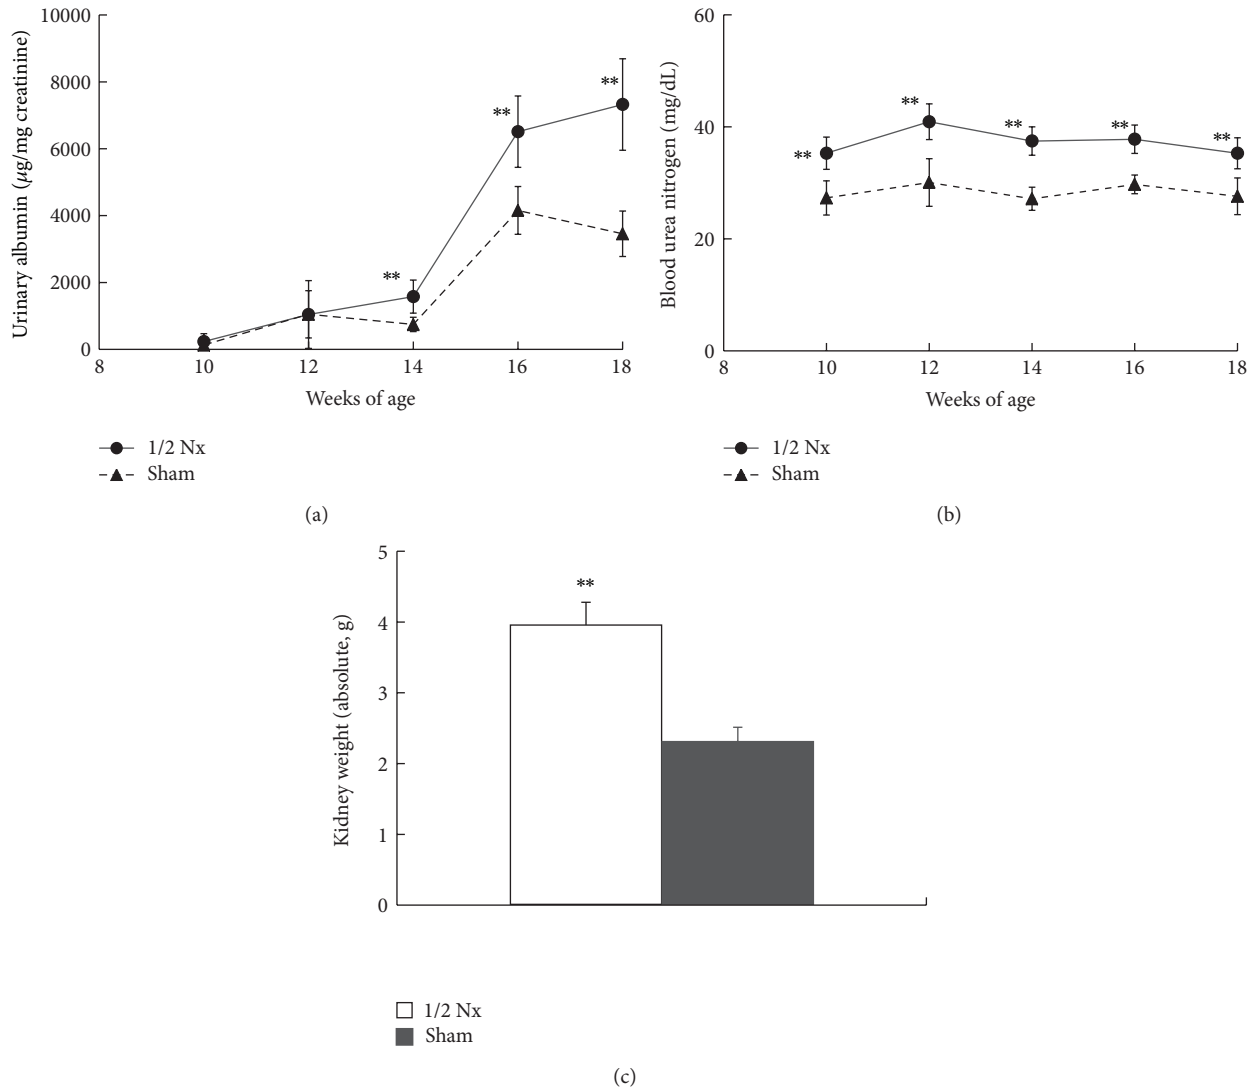 10000
8000
6000
4000
2000
0
Urinary albumin (μg/mg creatinine)
**
**
**
8 10 12 14 16 18
Weeks of age
1/2 Nx
Sham
(a)
60
40
20
0
Blood urea nitrogen (mg/dL)
**
**
**
**
**
8 10 12 14 16 18
Weeks of age
1/2 Nx
Sham
(b)
5
4
3
2
1
0
Kidney weight (absolute, g)
**
1/2 Nx
Sham
(c)